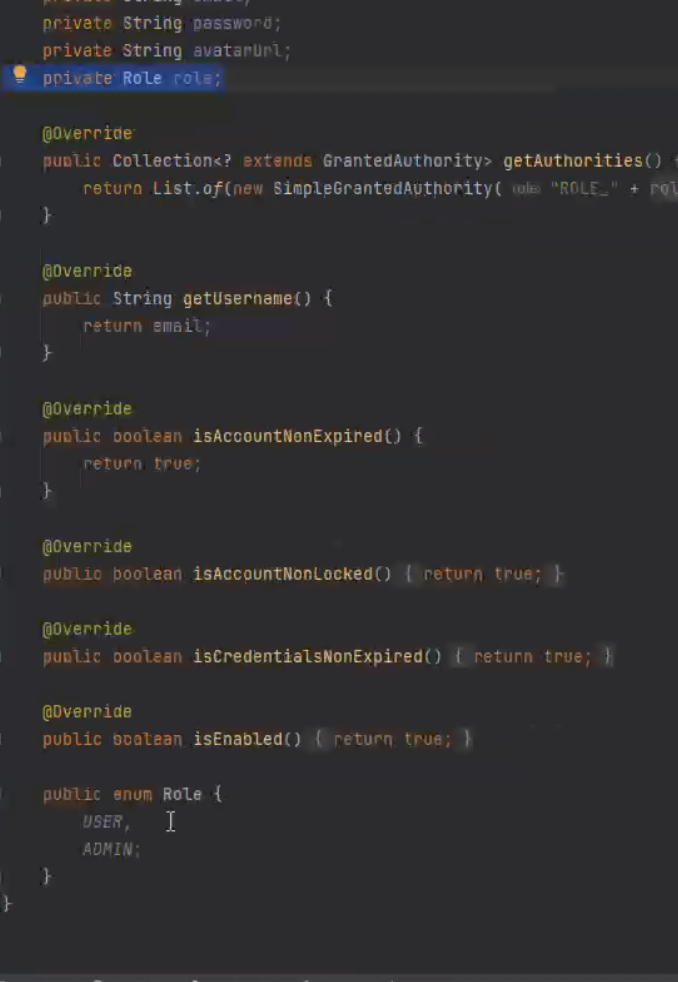 private String password;
private String avatarUrl;
private Role role;
@Override
public Collection<? extends GrantedAuthority> getAuthorities() {
return List.of(new SimpleGrantedAuthority( role: "ROLE_" + rol
}
@Override
public String getUsername() {
return email;
}
@Override
public boolean isAccountNonExpired() {
return true;
}
@Override
public boolean isAccountNonLocked() { return true; }
@Override
public boolean isCredentialsNonExpired() { return true; }
@Override
public boolean isEnabled() { return true; }
public enum Role {
USER,
ADMIN;
}
}